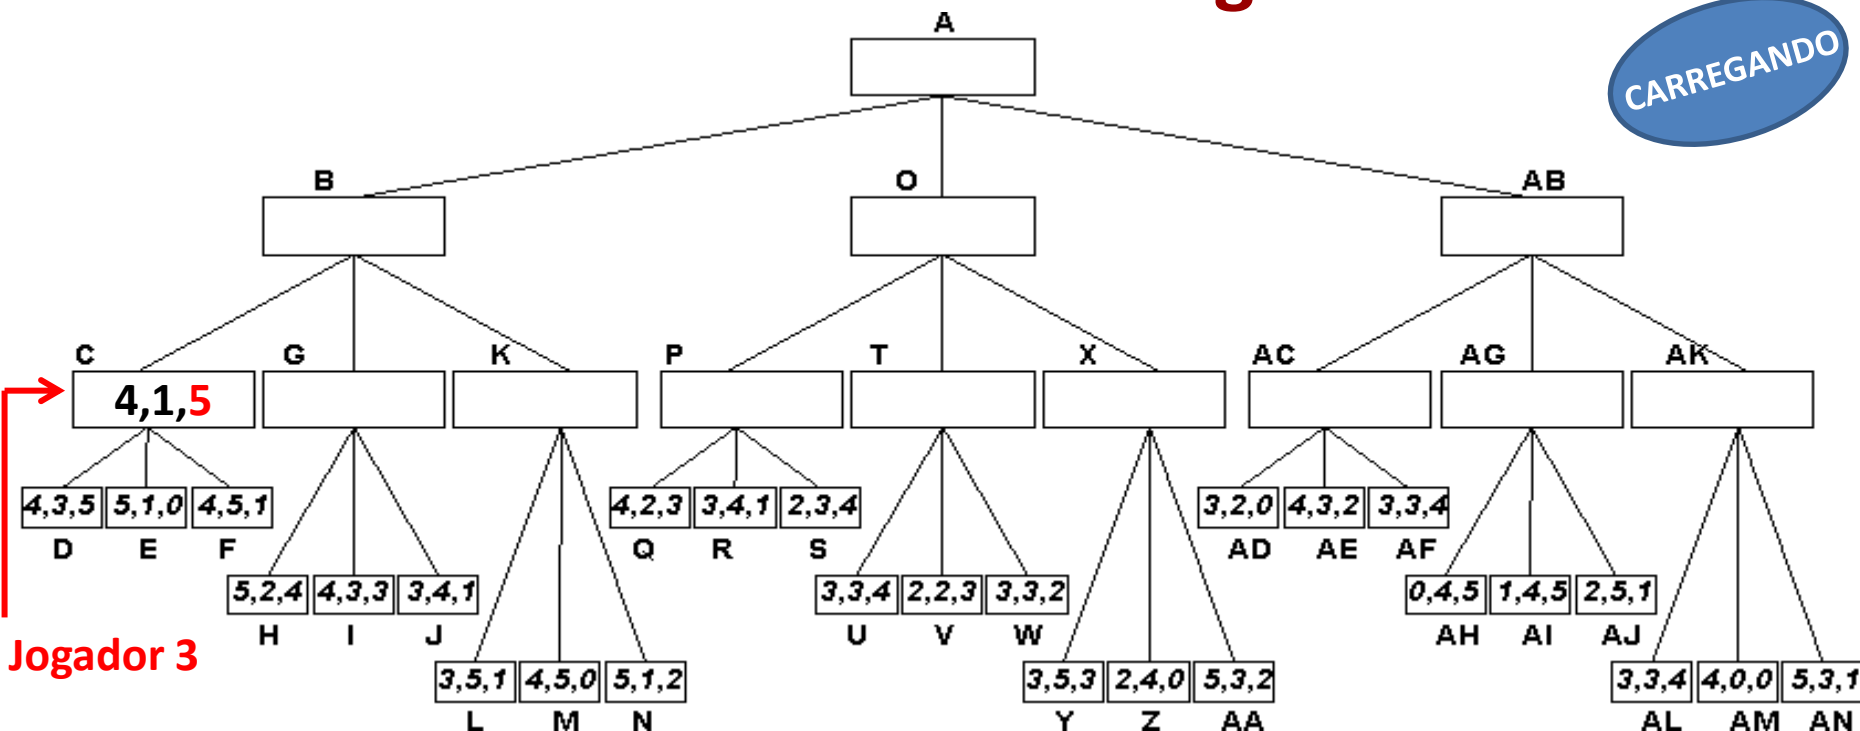 A
CARREGANDO
B O AB
C G K P T X AC AG AK
4,1,5
4,3,5 5,1,0 4,5,1 4,2,3 3,4,1 2,3,4 3,2,0 4,3,2 3,3,4
D E F Q R S AD AE AF
5,2,4 4,3,3 3,4,1 3,3,4 2,2,3 3,3,2 0,4,5 1,4,5 2,5,1
H I J U V W AH AI AJ
Jogador 3
3,5,1 4,5,0 5,1,2 3,5,3 2,4,0 5,3,2 3,3,4 4,0,0 5,3,1
L M N Y Z AA AL AM AN